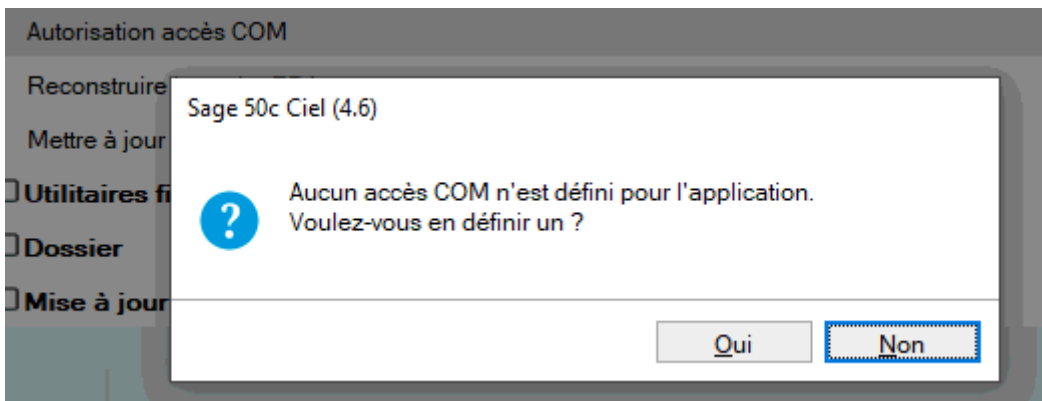 Autorisation accès COM
Reconstruire
Mettre à jour
Utilitaires fi
Dossier
Mise à jour
Sage 50c Ciel (4.6)
Aucun accès COM n'est défini pour l'application.
Voulez-vous en définir un ?
Oui
Non